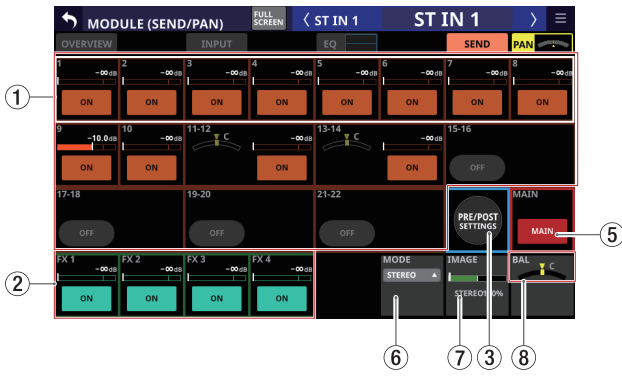 MODULE (SEND/PAN)
FULL
SCREEN
ST IN 1
ST IN 1
OVERVIEW
INPUT
EQ
SEND
PAN
1 2 3 4 5 6 7 8
-∞dB -∞dB -∞dB -∞dB -∞dB -∞dB -∞dB -∞dB
ON ON ON ON ON ON ON ON
1
9 10 11-12 13-14 15-16
-10.0dB -∞dB C -∞dB C -∞dB
ON ON ON ON OFF
17-18 19-20 21-22 MAIN
PRE/POST
SETTINGS
OFF OFF OFF MAIN
5
FX 1 FX 2 FX 3 FX 4 MODE IMAGE BAL
-∞dB -∞dB -∞dB -∞dB STEREO C
2
ON ON ON ON
6 7 3 8